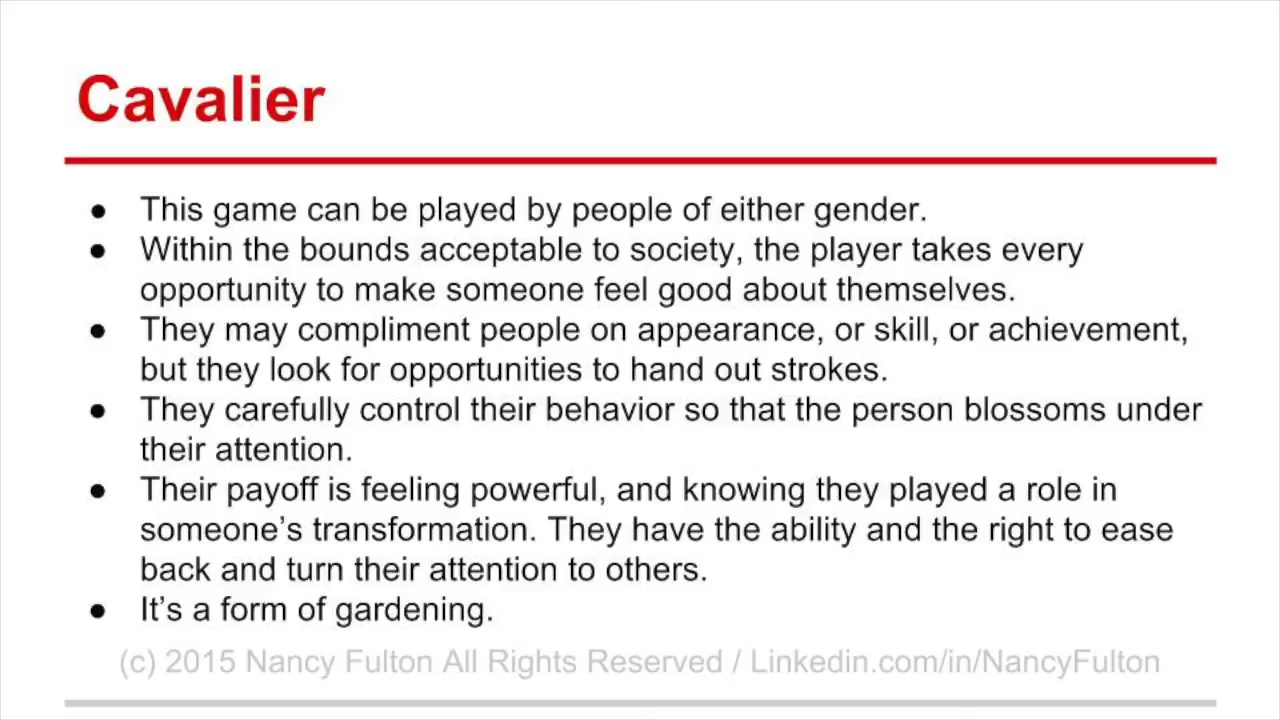 Cavalier
● This game can be played by people of either gender.
● Within the bounds acceptable to society, the player takes every
opportunity to make someone feel good about themselves.
● They may compliment people on appearance, or skill, or achievement,
but they look for opportunities to hand out strokes.
● They carefully control their behavior so that the person blossoms under
their attention.
● Their payoff is feeling powerful, and knowing they played a role in
someone’s transformation. They have the ability and the right to ease
back and turn their attention to others.
● It’s a form of gardening.
(c) 2015 Nancy Fulton All Rights Reserved / Linkedin.com/in/NancyFulton